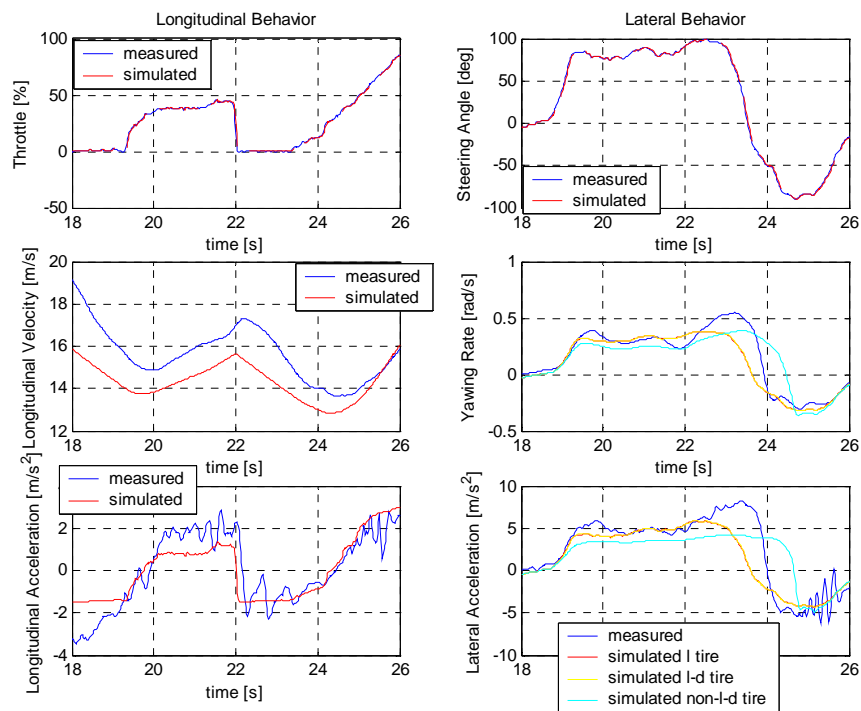 Longitudinal Behavior
100
50
0
-50
Throttle [%]
measured
simulated
18 20 22 24 26
time [s]
Lateral Behavior
100
50
0
-50
-100
Steering Angle [deg]
measured
simulated
18 20 22 24 26
time [s]
20
18
16
14
12
Longitudinal Velocity [m/s]
measured
simulated
18 20 22 24 26
time [s]
1
0.5
0
-0.5
Yawing Rate [rad/s]
18 20 22 24 26
time [s]
2
0
-2
-4
Longitudinal Acceleration [m/s²]
measured
simulated
18 20 22 24 26
time [s]
10
5
0
-5
-10
Lateral Acceleration [m/s²]
18 20 22 24 26
measured
simulated l tire
simulated l-d tire
simulated non-l-d tire